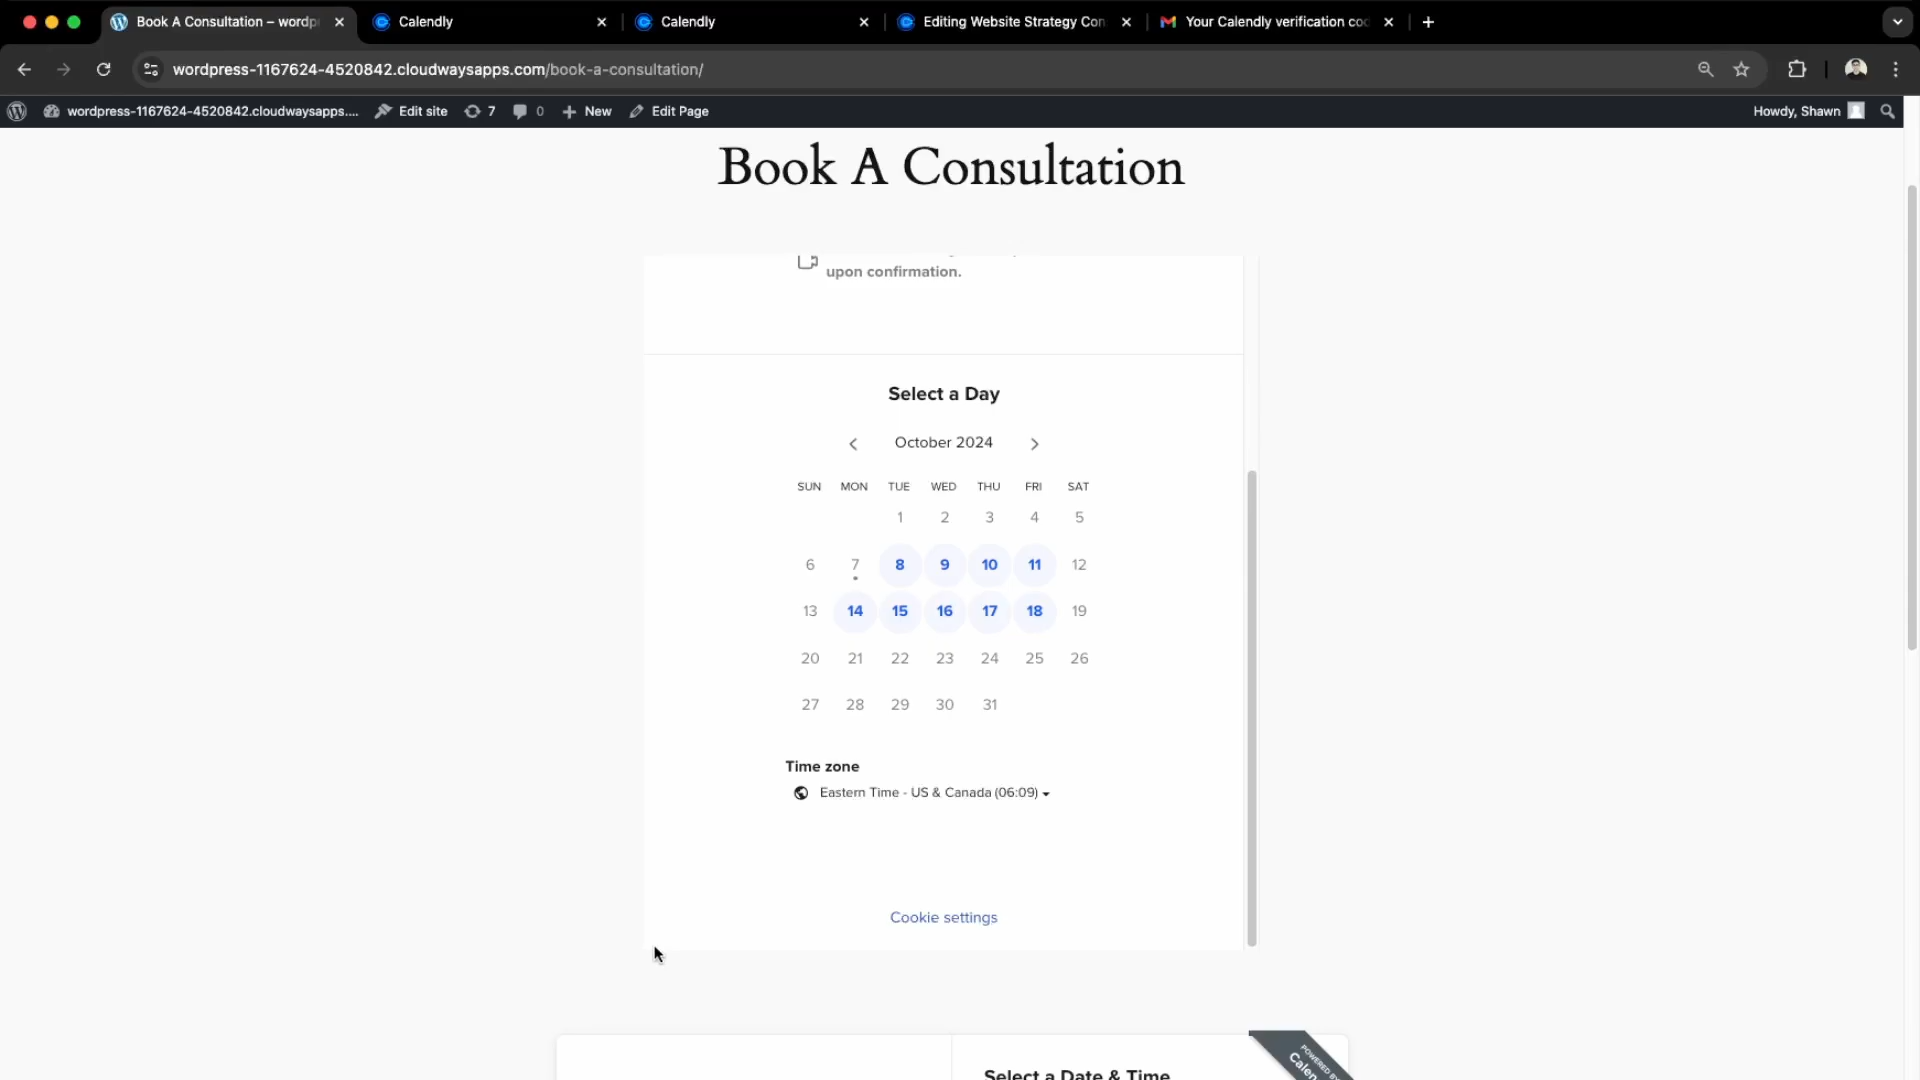 Book A Consultation – wordp
Calendly
Calendly
Editing Website Strategy Con
Your Calendly verification co
wordpress-1167624-4520842.cloudwaysapps.com/book-a-consultation/
wordpress-1167624-4520842.cloudwaysapps....
Edit site
7
0
New
Edit Page
Howdy, Shawn
Book A Consultation
upon confirmation.
Select a Day
October 2024
SUN MON TUE WED THU FRI SAT
1 2 3 4 5
6 7 8 9 10 11 12
13 14 15 16 17 18 19
20 21 22 23 24 25 26
27 28 29 30 31
Time zone
Eastern Time - US & Canada (06:09)
Cookie settings
Select a Date & Time
POWERED BY
Calen